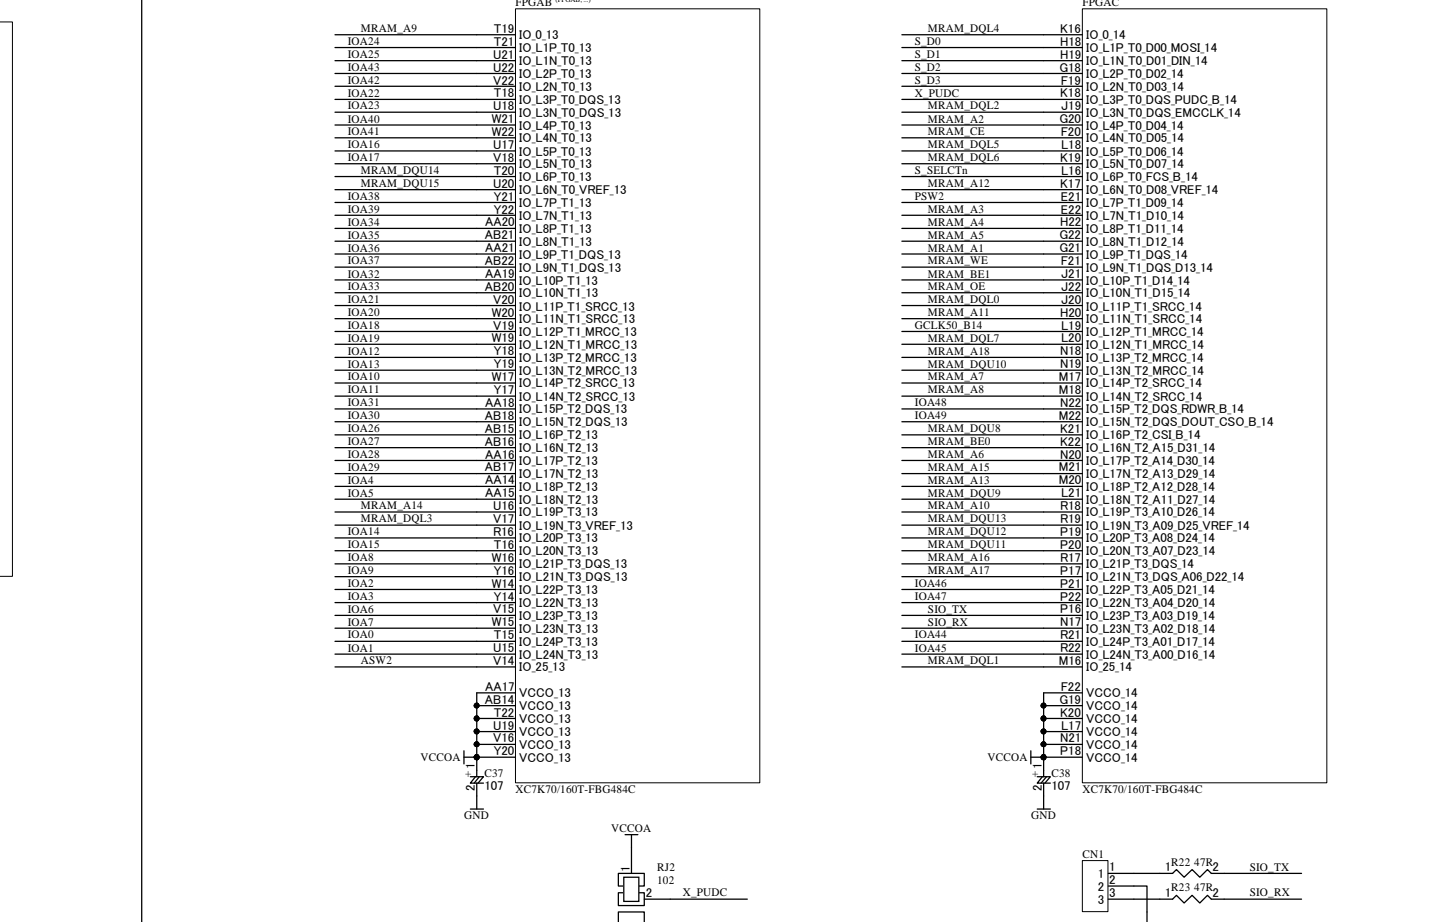 FPGAB
MRAM_A9 T19 IO_0_13
IOA24 T21 IO_L1P_T0_13
IOA25 U21 IO_L1N_T0_13
IOA43 U22 IO_L2P_T0_13
IOA42 V22 IO_L2N_T0_13
IOA22 T18 IO_L3P_T0_DQS_13
IOA23 U18 IO_L3N_T0_DQS_13
IOA40 W21 IO_L4P_T0_13
IOA41 W22 IO_L4N_T0_13
IOA16 U17 IO_L5P_T0_13
IOA17 V18 IO_L5N_T0_13
MRAM_DQU14 T20 IO_L6P_T0_13
MRAM_DQU15 U20 IO_L6N_T0_VREF_13
IOA38 Y21 IO_L7P_T1_13
IOA39 Y22 IO_L7N_T1_13
IOA34 AA20 IO_L8P_T1_13
IOA35 AB21 IO_L8N_T1_13
IOA36 AA21 IO_L9P_T1_DQS_13
IOA37 AB22 IO_L9N_T1_DQS_13
IOA32 AA19 IO_L10P_T1_13
IOA33 AB20 IO_L10N_T1_13
IOA21 V20 IO_L11P_T1_SRCC_13
IOA20 W20 IO_L11N_T1_SRCC_13
IOA18 V19 IO_L12P_T1_MRCC_13
IOA19 W19 IO_L12N_T1_MRCC_13
IOA12 Y18 IO_L13P_T2_MRCC_13
IOA13 Y19 IO_L13N_T2_MRCC_13
IOA10 W17 IO_L14P_T2_SRCC_13
IOA11 Y17 IO_L14N_T2_SRCC_13
IOA31 AA18 IO_L15P_T2_DQS_13
IOA30 AB18 IO_L15N_T2_DQS_13
IOA26 AB15 IO_L16P_T2_13
IOA27 AB16 IO_L16N_T2_13
IOA28 AA16 IO_L17P_T2_13
IOA29 AB17 IO_L17N_T2_13
IOA4 AA14 IO_L18P_T2_13
IOA5 AA15 IO_L18N_T2_13
MRAM_A14 U16 IO_L19P_T3_13
MRAM_DQL3 V17 IO_L19N_T3_VREF_13
IOA14 R16 IO_L20P_T3_13
IOA15 T16 IO_L20N_T3_13
IOA8 W16 IO_L21P_T3_DQS_13
IOA9 Y16 IO_L21N_T3_DQS_13
IOA2 W14 IO_L22P_T3_13
IOA3 Y14 IO_L22N_T3_13
IOA6 V15 IO_L23P_T3_13
IOA7 W15 IO_L23N_T3_13
IOA0 T15 IO_L24P_T3_13
IOA1 U15 IO_L24N_T3_13
ASW2 V14 IO_25_13
AA17 VCCO_13
AB14 VCCO_13
T22 VCCO_13
U19 VCCO_13
V16 VCCO_13
VCCOA Y20 VCCO_13
1
+ C37
2 107
XC7K70/160T-FBG484C
GND
FPGAC
MRAM_DQL4 K16 IO_0_14
S_D0 H18 IO_L1P_T0_D00_MOSI_14
S_D1 H19 IO_L1N_T0_D01_DIN_14
S_D2 G18 IO_L2P_T0_D02_14
S_D3 F19 IO_L2N_T0_D03_14
X_PUDC K18 IO_L3P_T0_DQS_PUDC_B_14
MRAM_DQL2 J19 IO_L3N_T0_DQS_EMCCLK_14
MRAM_A2 G20 IO_L4P_T0_D04_14
MRAM_CE F20 IO_L4N_T0_D05_14
MRAM_DQL5 L18 IO_L5P_T0_D06_14
MRAM_DQL6 K19 IO_L5N_T0_D07_14
S_SELCTn L16 IO_L6P_T0_FCS_B_14
MRAM_A12 K17 IO_L6N_T0_D08_VREF_14
PSW2 E21 IO_L7P_T1_D09_14
MRAM_A3 E22 IO_L7N_T1_D10_14
MRAM_A4 H22 IO_L8P_T1_D11_14
MRAM_A5 G22 IO_L8N_T1_D12_14
MRAM_A1 G21 IO_L9P_T1_DQS_14
MRAM_WE F21 IO_L9N_T1_DQS_D13_14
MRAM_BE1 J21 IO_L10P_T1_D14_14
MRAM_OE J22 IO_L10N_T1_D15_14
MRAM_DQL0 J20 IO_L11P_T1_SRCC_14
MRAM_A11 H20 IO_L11N_T1_SRCC_14
GCLK50_B14 L19 IO_L12P_T1_MRCC_14
MRAM_DQL7 L20 IO_L12N_T1_MRCC_14
MRAM_A18 N18 IO_L13P_T2_MRCC_14
MRAM_DQU10 N19 IO_L13N_T2_MRCC_14
MRAM_A7 M17 IO_L14P_T2_SRCC_14
MRAM_A8 M18 IO_L14N_T2_SRCC_14
IOA48 N22 IO_L15P_T2_DQS_RDWR_B_14
IOA49 M22 IO_L15N_T2_DQS_DOUT_CSO_B_14
MRAM_DQU8 K21 IO_L16P_T2_CSI_B_14
MRAM_BE0 K22 IO_L16N_T2_A15_D31_14
MRAM_A6 N20 IO_L17P_T2_A14_D30_14
MRAM_A15 M21 IO_L17N_T2_A13_D29_14
MRAM_A13 M20 IO_L18P_T2_A12_D28_14
MRAM_DQU9 L21 IO_L18N_T2_A11_D27_14
MRAM_A10 R18 IO_L19P_T3_A10_D26_14
MRAM_DQU13 R19 IO_L19N_T3_A09_D25_VREF_14
MRAM_DQU12 P19 IO_L20P_T3_A08_D24_14
MRAM_DQU11 P20 IO_L20N_T3_A07_D23_14
MRAM_A16 R17 IO_L21P_T3_DQS_14
MRAM_A17 P17 IO_L21N_T3_DQS_A06_D22_14
IOA46 P21 IO_L22P_T3_A05_D21_14
IOA47 P22 IO_L22N_T3_A04_D20_14
SIO_TX P16 IO_L23P_T3_A03_D19_14
SIO_RX N17 IO_L23N_T3_A02_D18_14
IOA44 R21 IO_L24P_T3_A01_D17_14
IOA45 R22 IO_L24N_T3_A00_D16_14
MRAM_DQL1 M16 IO_25_14
F22 VCCO_14
G19 VCCO_14
K20 VCCO_14
L17 VCCO_14
N21 VCCO_14
VCCOA P18 VCCO_14
1
+ C38
2 107
XC7K70/160T-FBG484C
GND
VCCOA
1 RJ2
102
2 X_PUDC
CN1
1 1 1 R22 47R 2 SIO_TX
2 2
3 3 1 R23 47R 2 SIO_RX